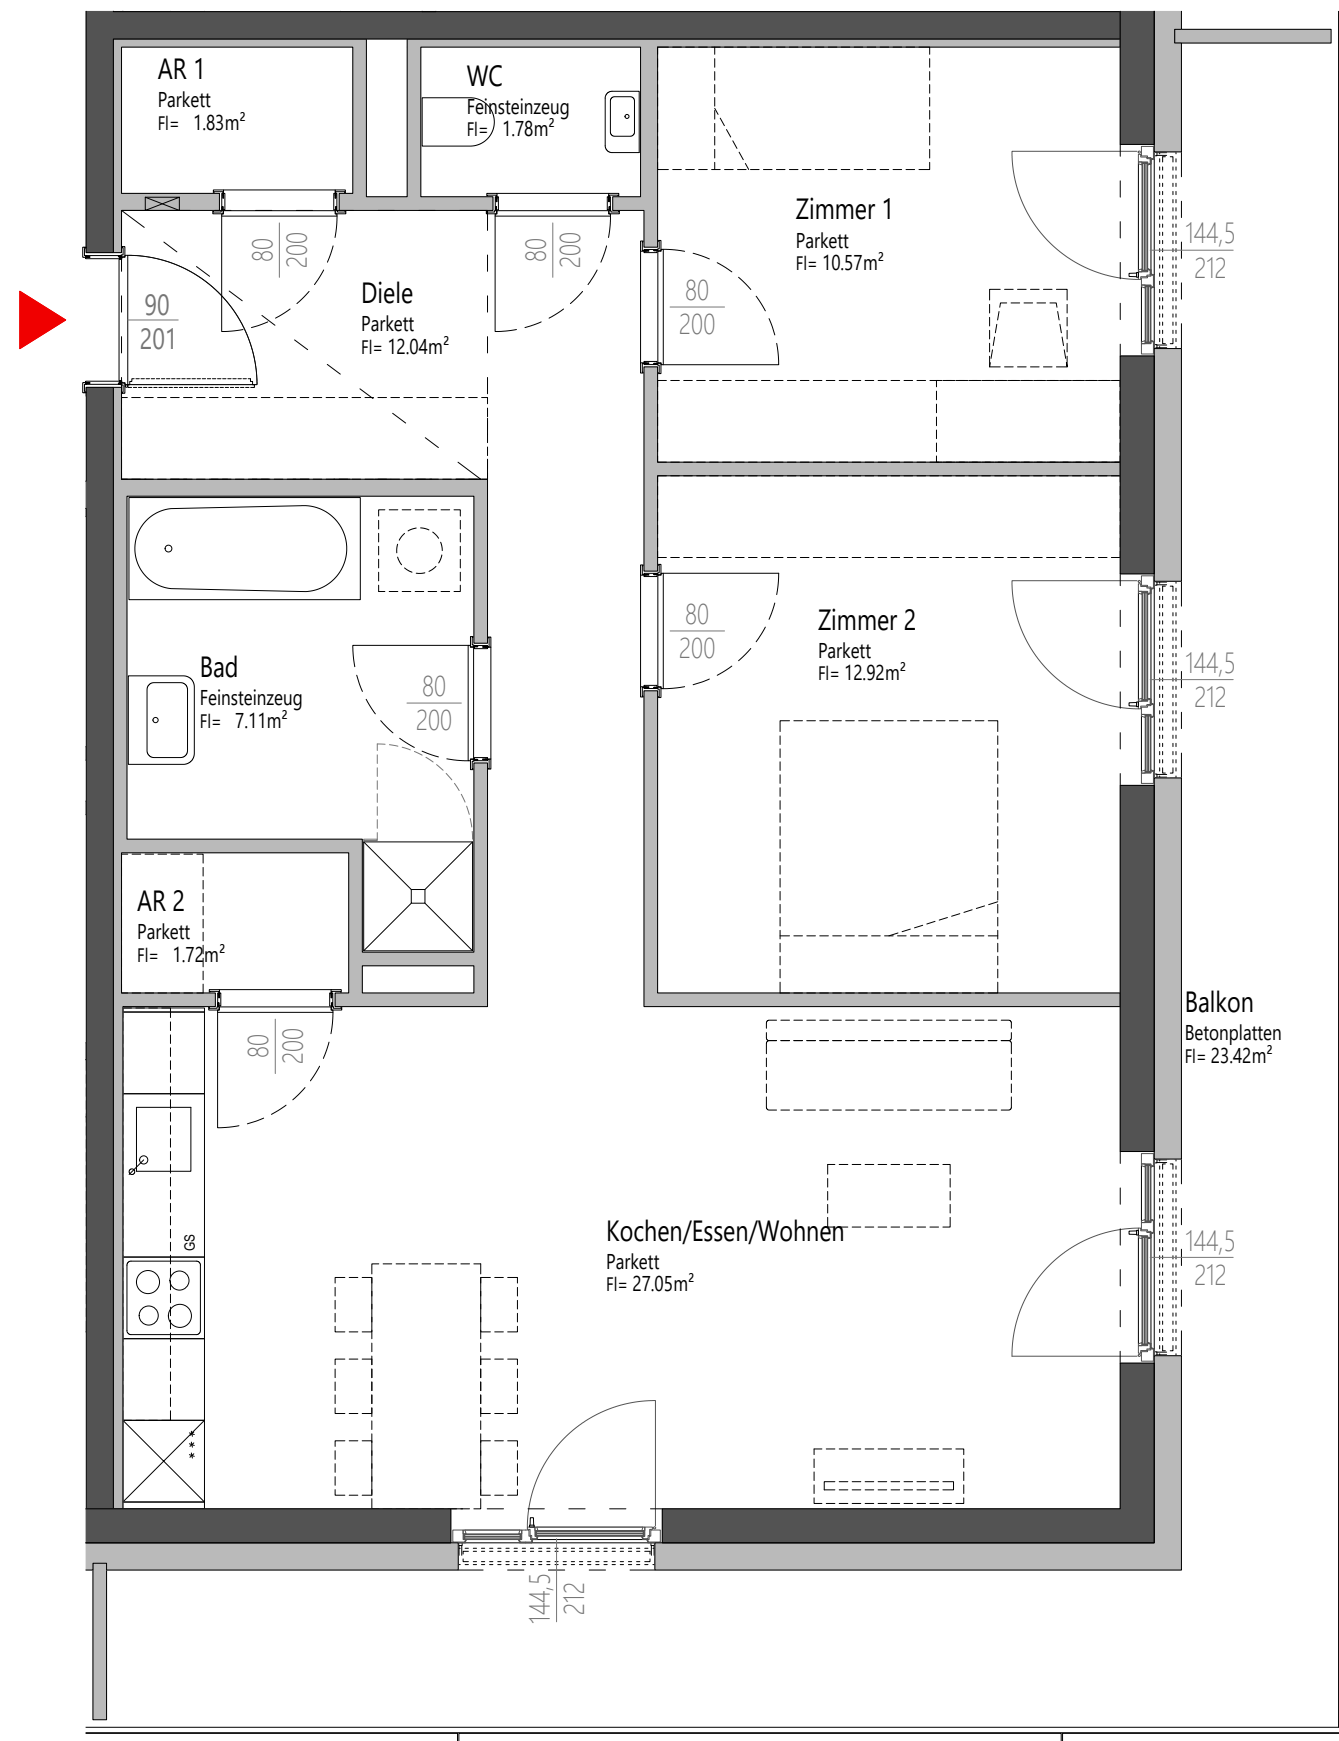 AR 1
Parkett
Fl= 1.83m²
WC
Feinsteinzeug
Fl= 1.78m²
Zimmer 1
Parkett
Fl= 10.57m²
144,5
212
80
200
80
200
Diele
Parkett
Fl= 12.04m²
90
201
80
200
80
200
Zimmer 2
Parkett
Fl= 12.92m²
144,5
212
Bad
Feinsteinzeug
Fl= 7.11m²
80
200
AR 2
Parkett
Fl= 1.72m²
80
200
Balkon
Betonplatten
Fl= 23.42m²
GS
Kochen/Essen/Wohnen
Parkett
Fl= 27.05m²
144,5
212
***
144,5
212